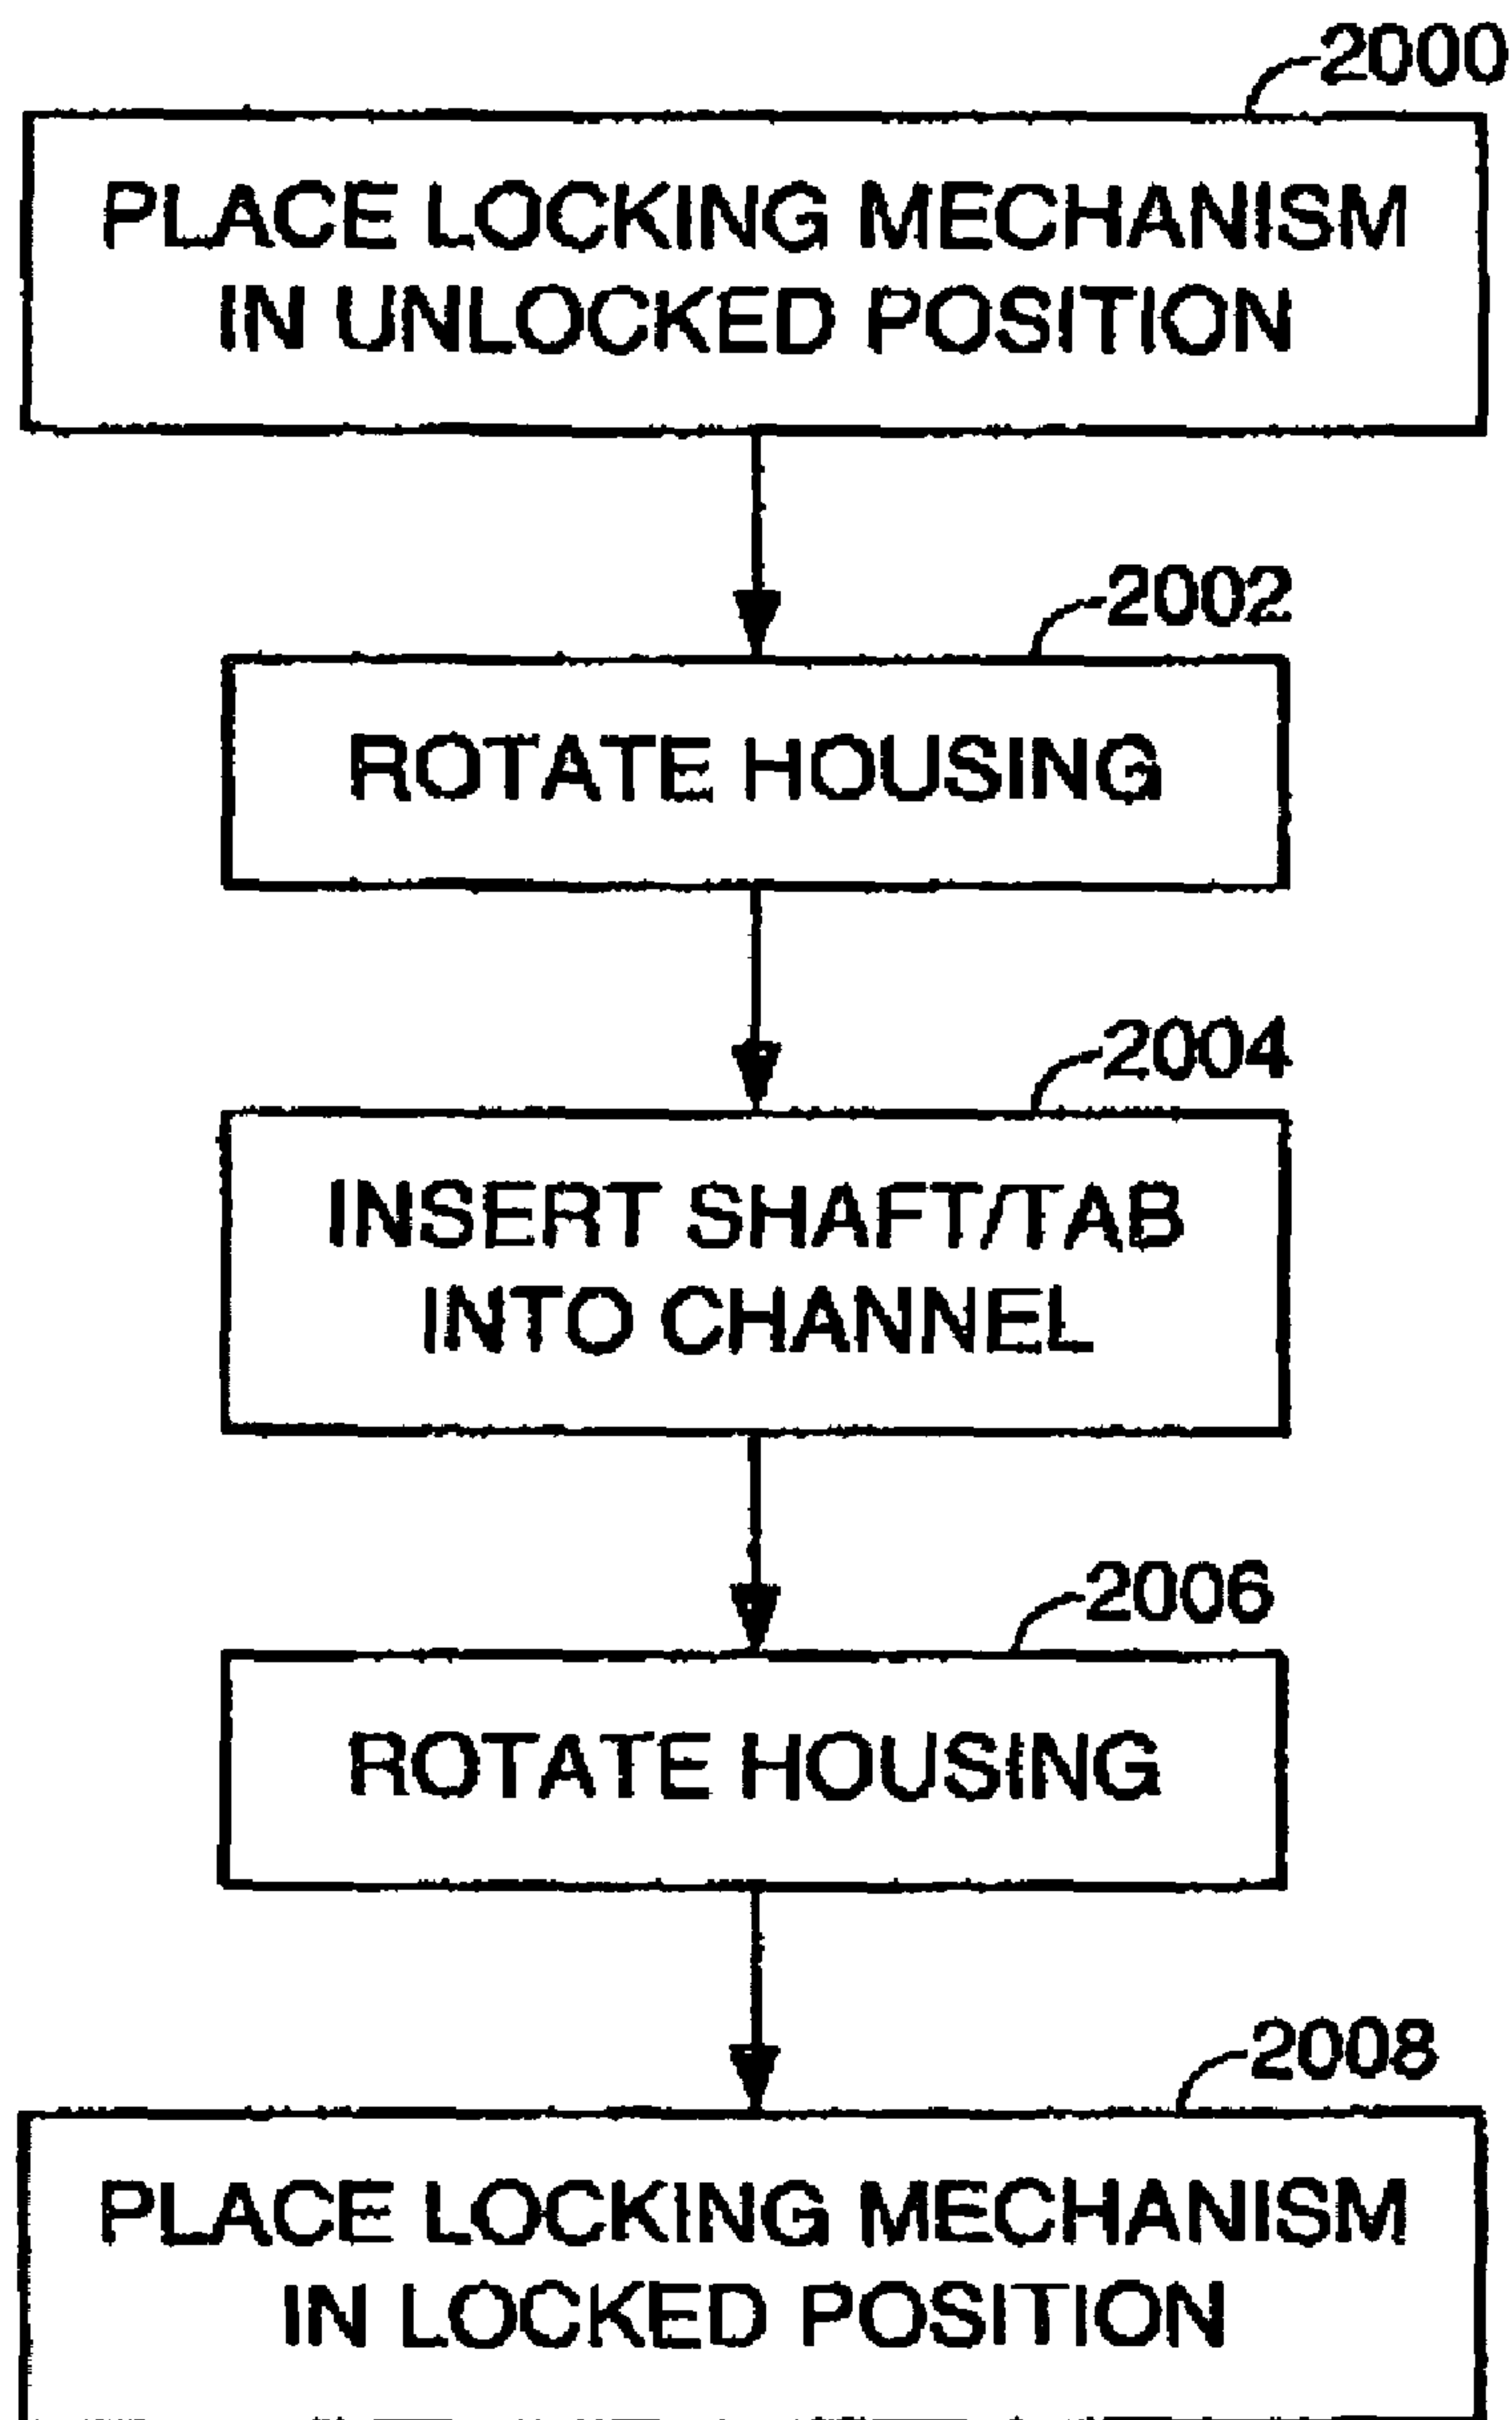 2000
PLACE LOCKING MECHANISM
IN UNLOCKED POSITION
2002
ROTATE HOUSING
2004
INSERT SHAFT/TAB
INTO CHANNEL
2006
ROTATE HOUSING
2008
PLACE LOCKING MECHANISM
IN LOCKED POSITION